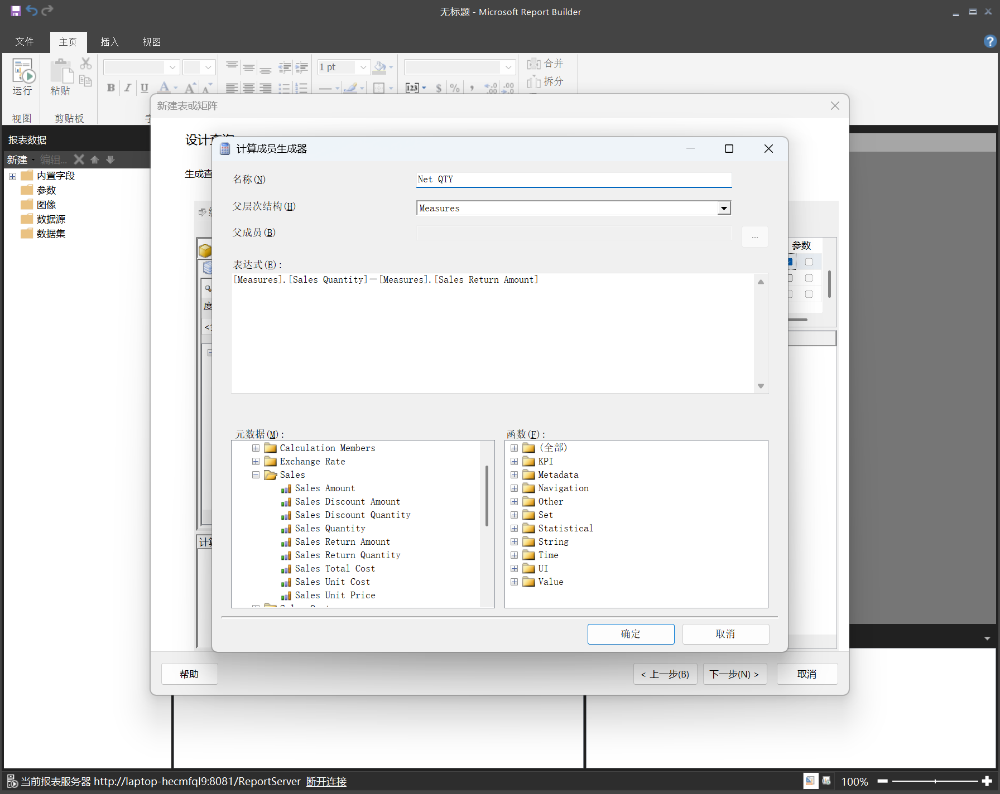 无标题 - Microsoft Report Builder
文件 主页 插入 视图
运行
视图
粘贴
剪贴板
B I U A A A
1 pt
[123] $ % ,
合并
拆分
报表数据
新建 编辑...
内置字段
参数
图像
数据源
数据集
新建表或矩阵
设计查询
生成查
计算成员生成器
名称(N)
Net QTY
父层次结构(H)
Measures
父成员(B)
...
表达式(E):
[Measures].[Sales Quantity]－[Measures].[Sales Return Amount]
参数
度
计算
元数据(M):
Calculation Members
Exchange Rate
Sales
Sales Amount
Sales Discount Amount
Sales Discount Quantity
Sales Quantity
Sales Return Amount
Sales Return Quantity
Sales Total Cost
Sales Unit Cost
Sales Unit Price
函数(F):
(全部)
KPI
Metadata
Navigation
Other
Set
Statistical
String
Time
UI
Value
确定
取消
帮助
< 上一步(B)
下一步(N) >
取消
当前报表服务器 http://laptop-hecmfql9:8081/ReportServer 断开连接
100%